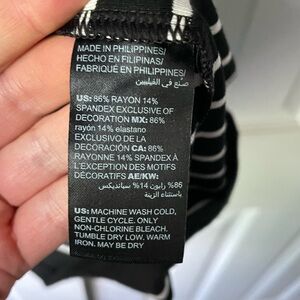 MADE IN PHILIPPINES/
HECHO EN FILIPINAS/
FABRIQUÉ EN PHILIPPINES/
صنع في الفلبين
US: 86% RAYON 14%
SPANDEX EXCLUSIVE OF
DECORATION MX: 86%
rayón 14% elastano
EXCLUSIVO DE LA
DECORACIÓN CA: 86%
RAYONNE 14% SPANDEX À
L'EXCEPTION DES MOTIFS
DÉCORATIFS AE/KW:
86% رايون 14% سباندكس
باستثناء الزينة
US: MACHINE WASH COLD,
GENTLE CYCLE. ONLY
NON-CHLORINE BLEACH.
TUMBLE DRY LOW. WARM
IRON. MAY BE DRY